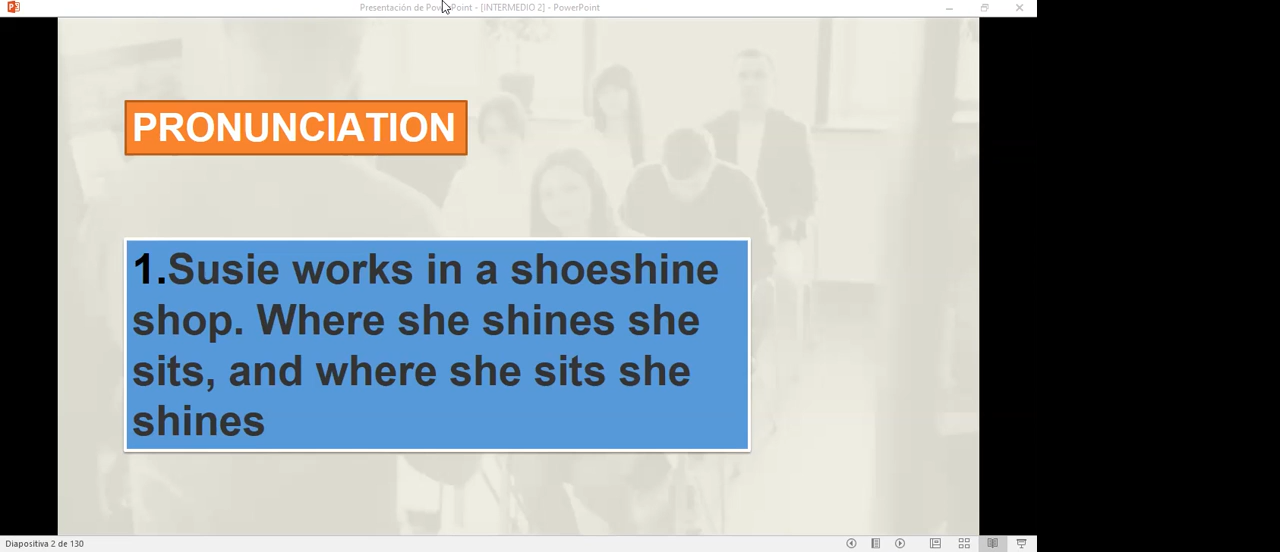 Presentación de PowerPoint - [INTERMEDIO 2] - PowerPoint
PRONUNCIATION
1.Susie works in a shoeshine
shop. Where she shines she
sits, and where she sits she
shines
Diapositiva 2 de 130